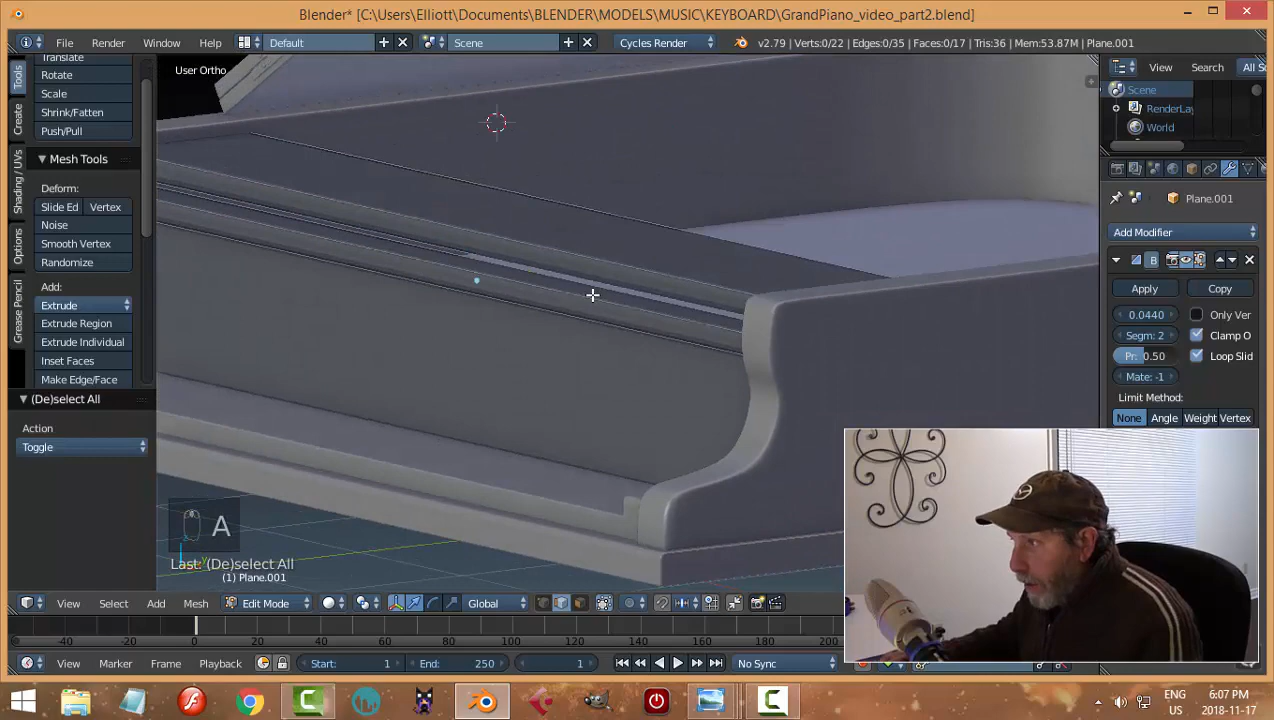 Blender* [C:\Users\Elliott\Documents\BLENDER\MODELS\MUSIC\KEYBOARD\GrandPiano_video_part2.blend]
File Render Window Help Default Scene Cycles Render v2.79 | Verts:0/22 | Edges:0/35 | Faces:0/17 | Tris:36 | Mem:53.87M | Plane.001
Tools
Create
Shading / UVs
Options
Grease Pencil
Translate
Rotate
Scale
Shrink/Fatten
Push/Pull
Mesh Tools
Deform:
Slide Ed Vertex
Noise
Smooth Vertex
Randomize
Add:
Extrude
Extrude Region
Extrude Individual
Inset Faces
Make Edge/Face
(De)select All
Action
Toggle
User Ortho
A
Last: (De)select All
(1) Plane.001
View Search All S
Scene
RenderLay
World
Plane.001
Add Modifier
B
Apply Copy
0.0440 Only Ver
Segm: 2 Clamp O
Pr: 0.50 Loop Slid
Mate: -1
Limit Method:
None Angle Weight Vertex
View Select Add Mesh Edit Mode Global
-40 -20 0 20 40 60 80 100 120 140 160 180 200
View Marker Frame Playback Start: 1 End: 250 1 No Sync
ENG 6:07 PM
US 2018-11-17